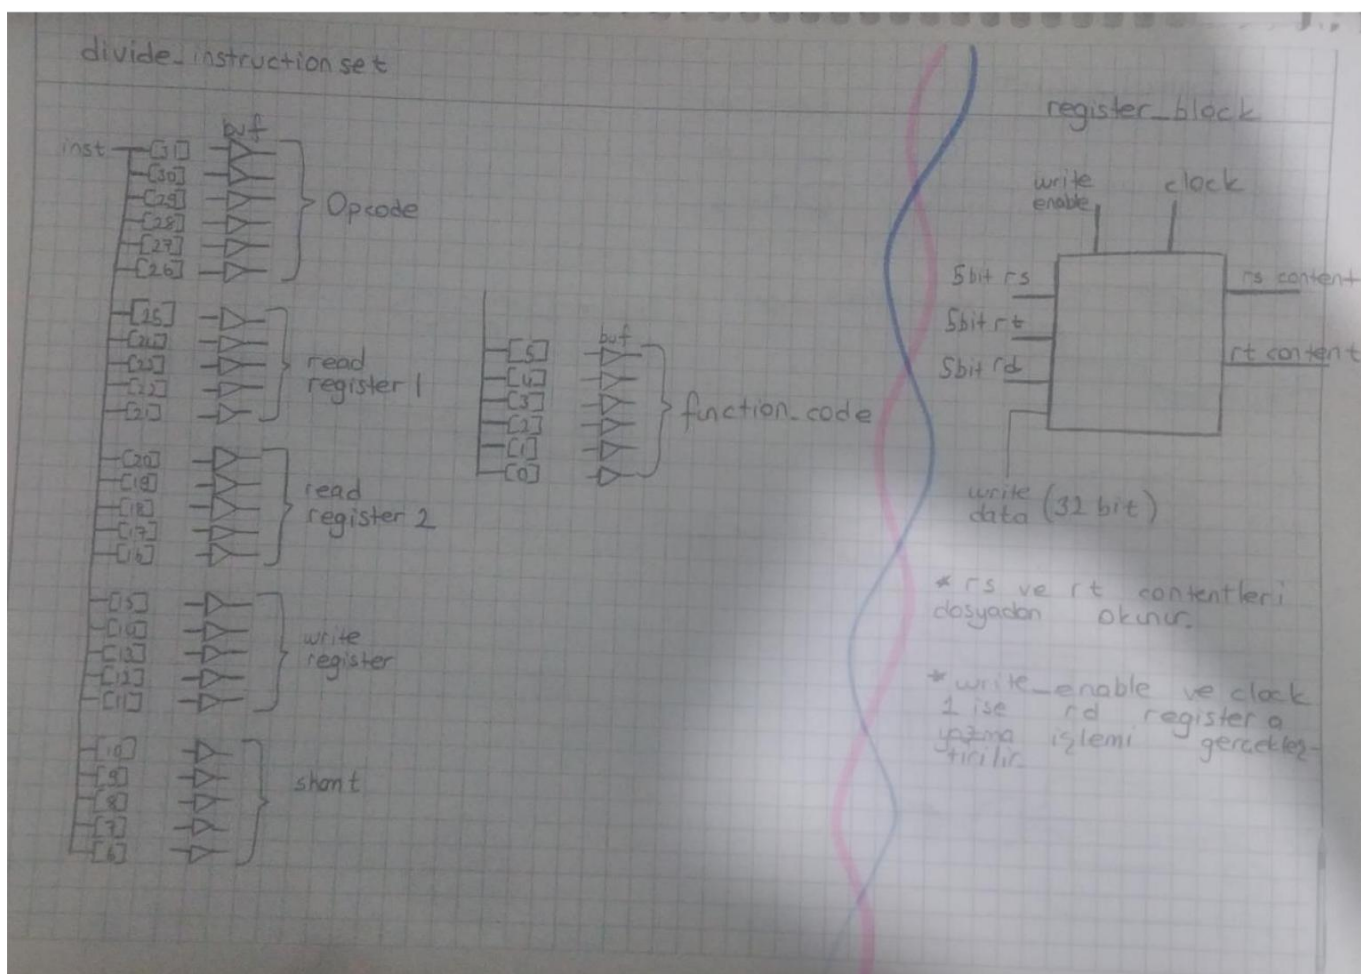 divide_instruction set
buf
inst [31]
[30]
[29]
[28]
[27]
[26]
Opcode
[25]
[24]
[23]
[22]
[21]
read
register 1
[20]
[19]
[18]
[17]
[16]
read
register 2
[15]
[14]
[13]
[12]
[11]
write
register
[10]
[9]
[8]
[7]
[6]
shamt
buf
[5]
[4]
[3]
[2]
[1]
[0]
function_code
register_block
write
enable
clock
5bit rs
5bit rt
5bit rd
rs content
rt content
write
data (32 bit)
* rs ve rt contentleri
dosyadan okunur.
* write_enable ve clock
1 ise rd register a
yazma işlemi gerçekleş-
tirilir.